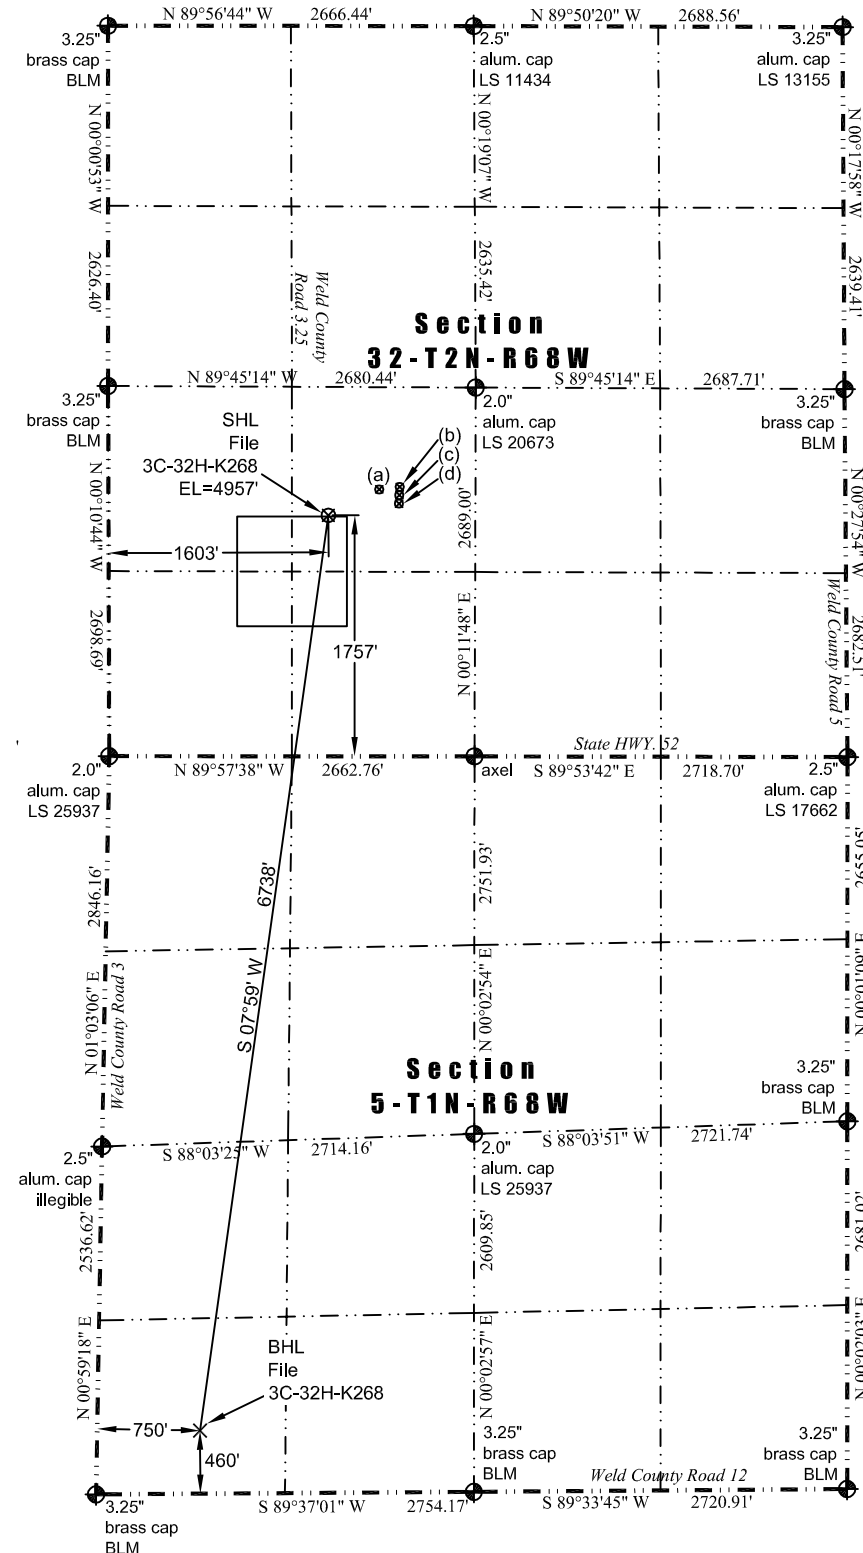 N 89°56'44" W 2666.44'
N 89°50'20" W 2688.56'
3.25"
brass cap
BLM
2.5"
alum. cap
LS 11434
3.25"
alum. cap
LS 13155
N 00°00'53" W
2626.40'
N 00°19'07" W
2635.42'
N 00°17'58" W
2639.41'
Weld County
Road 3.25
Section
32-T2N-R68W
N 89°45'14" W 2680.44'
S 89°45'14" E 2687.71'
3.25"
brass cap
BLM
2.0"
alum. cap
LS 20673
3.25"
brass cap
BLM
SHL
File
3C-32H-K268
EL=4957'
(a)
(b)
(c)
(d)
N 00°10'44" W
2698.69'
2689.00'
N 00°11'48" E
N 00°27'54" W
2682.51'
Weld County Road 5
1603'
1757'
State HWY. 52
N 89°57'38" W 2662.76'
S 89°53'42" E 2718.70'
2.0"
alum. cap
LS 25937
axel
2.5"
alum. cap
LS 17662
2846.16'
N 01°03'06" E
Weld County Road 3
6738'
S 07°59' W
2751.93'
N 00°02'54" E
Section
5-T1N-R68W
3.25"
brass cap
BLM
S 88°03'25" W 2714.16'
S 88°03'51" W 2721.74'
2.5"
alum. cap
illegible
2.0"
alum. cap
LS 25937
2536.62'
N 00°59'18" E
2609.85'
N 00°02'57" E
BHL
File
3C-32H-K268
750'
460'
3.25"
brass cap
BLM
3.25"
brass cap
BLM
Weld County Road 12
S 89°37'01" W 2754.17'
S 89°33'45" W 2720.91'
3.25"
brass cap
BLM